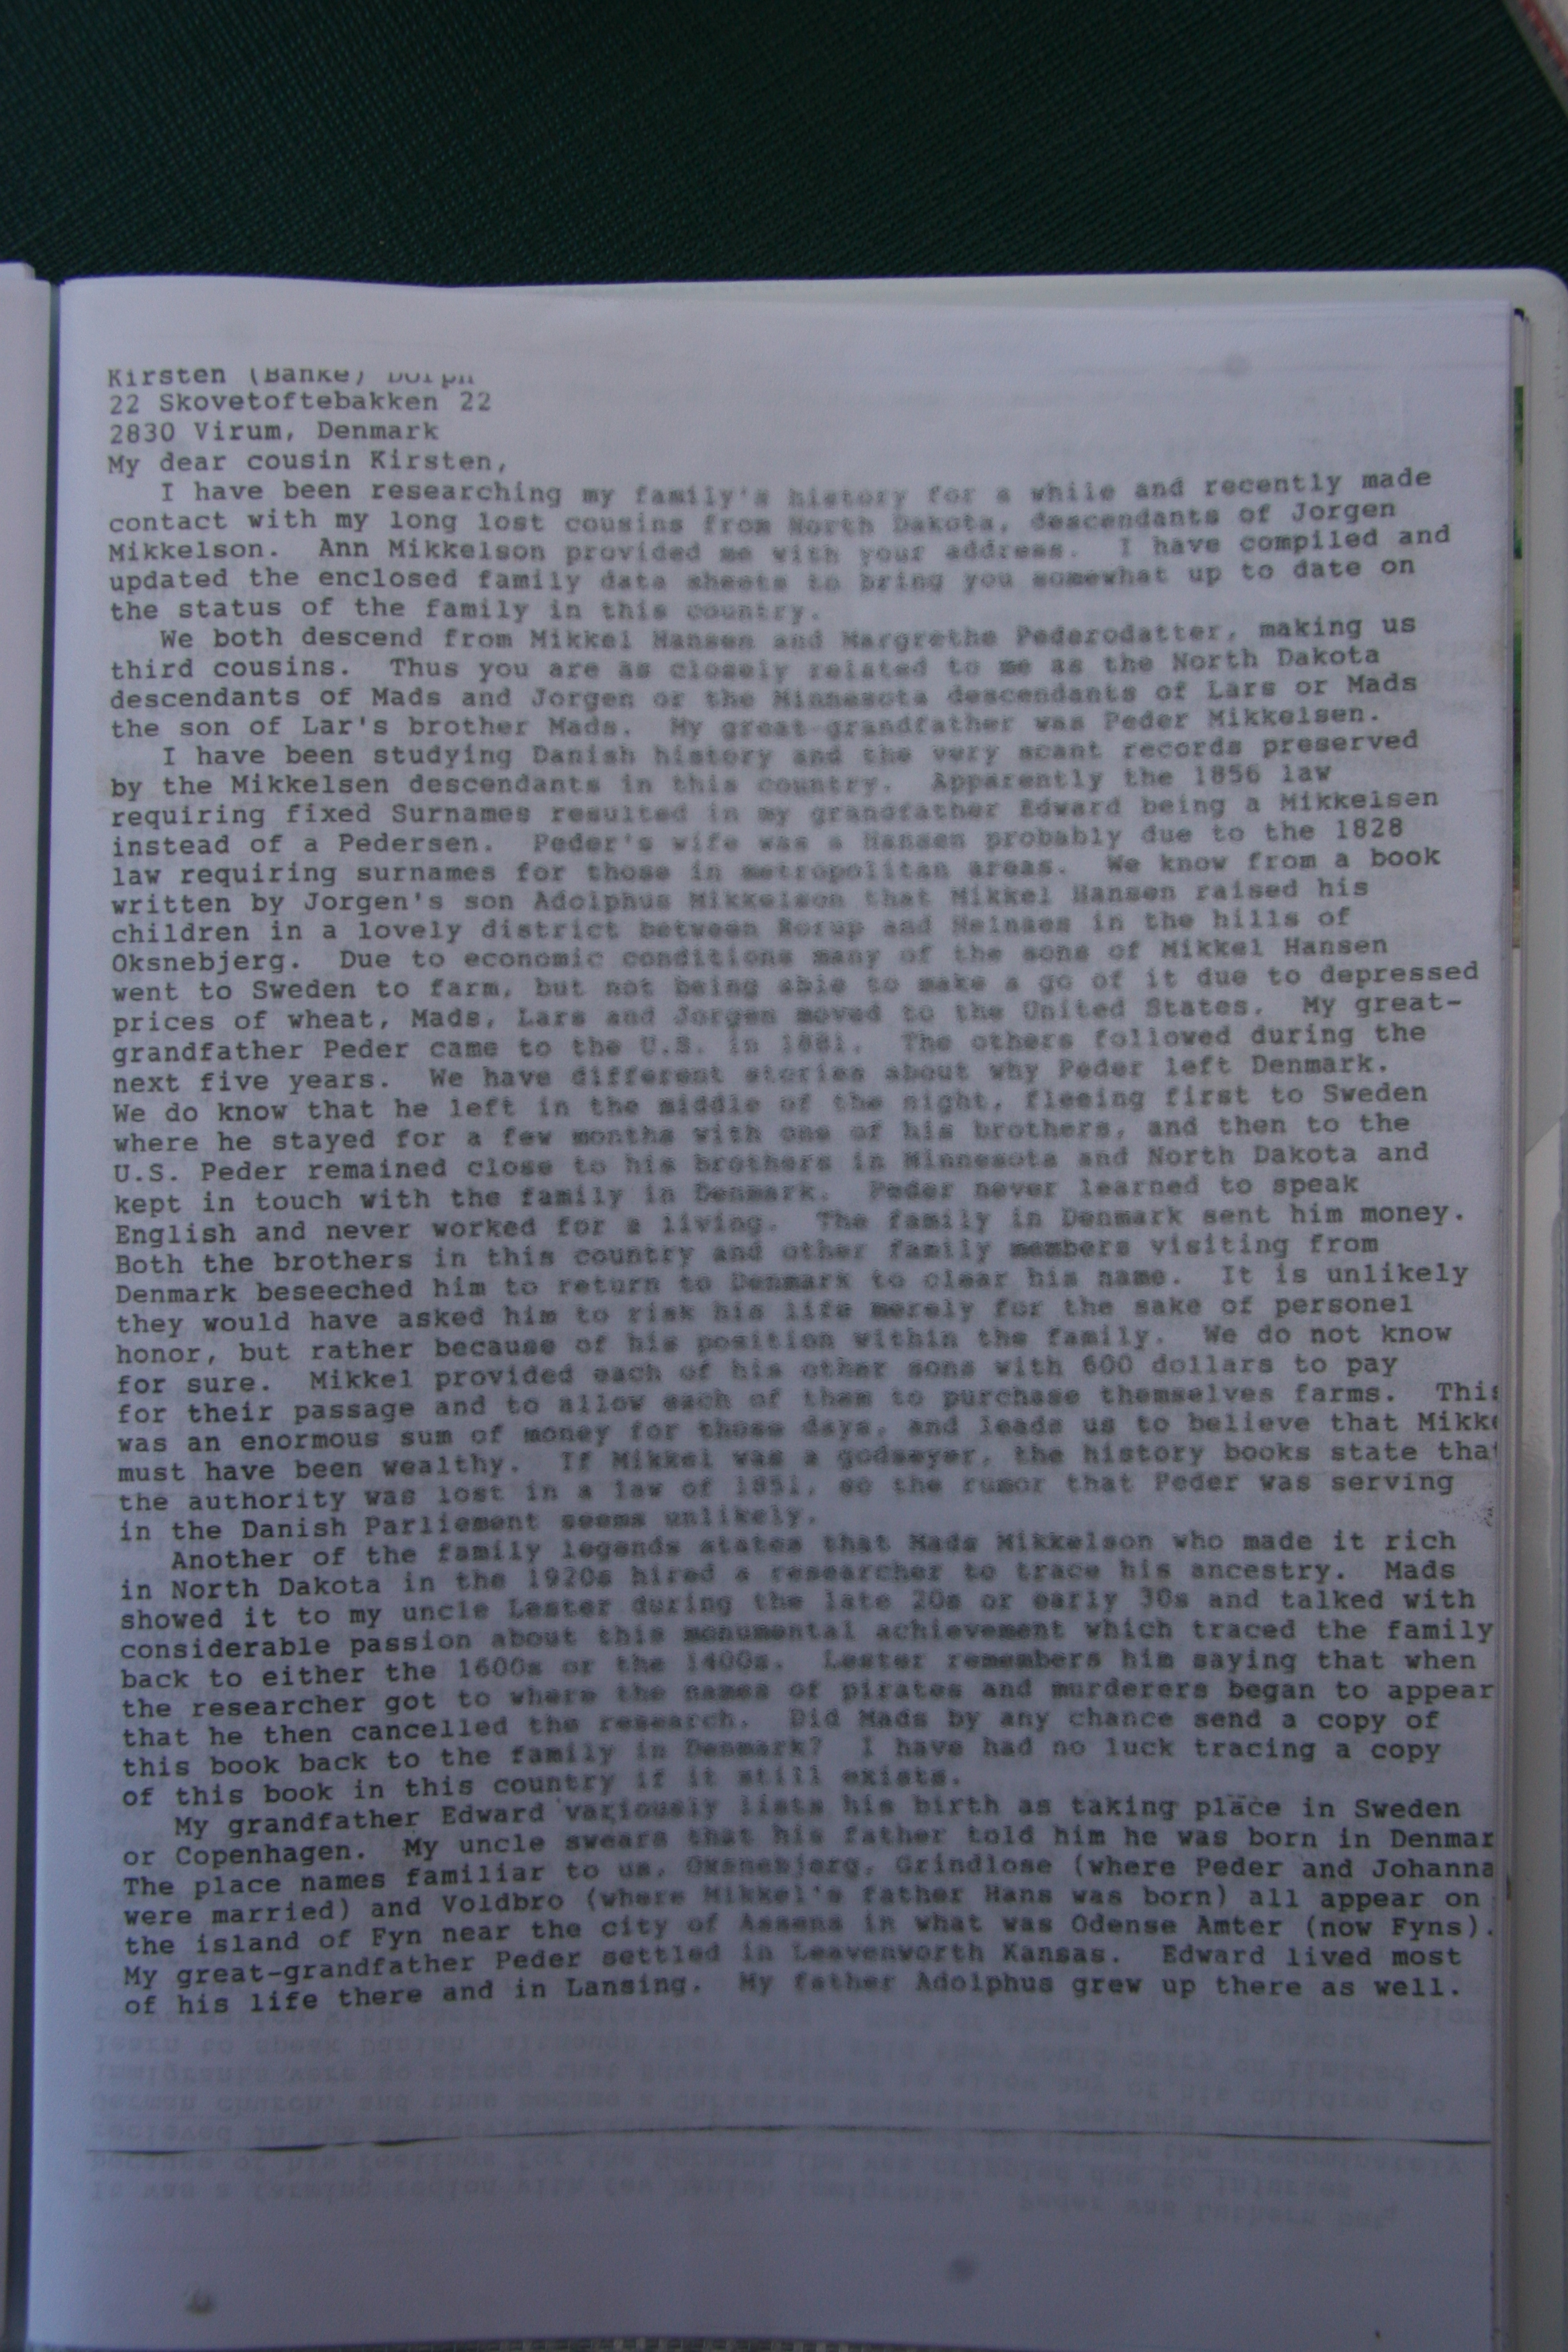 Kirsten (Banke) Dorph
22 Skovetoftebakken 22
2830 Virum, Denmark
My dear cousin Kirsten,
I have been researching my family's history for a while and recently made
contact with my long lost cousins from North Dakota, descendants of Jorgen
Mikkelson. Ann Mikkelson provided me with your address. I have compiled and
updated the enclosed family data sheets to bring you somewhat up to date on
the status of the family in this country.
We both descend from Mikkel Hansen and Margrethe Pederodatter, making us
third cousins. Thus you are as closely related to me as the North Dakota
descendants of Mads and Jorgen or the Minnesota descendants of Lars or Mads
the son of Lar's brother Mads. My great grandfather was Peder Mikkelsen.
I have been studying Danish history and the very scant records preserved
by the Mikkelsen descendants in this country. Apparently the 1856 law
requiring fixed Surnames resulted in my grandfather Edward being a Mikkelsen
instead of a Pedersen. Peder's wife was a Hansen probably due to the 1828
law requiring surnames for those in metropolitan areas. We know from a book
written by Jorgen's son Adolphus Mikkelson that Mikkel Hansen raised his
children in a lovely district between Rorup and Helnaes in the hills of
Oksnebjerg. Due to economic conditions many of the sons of Mikkel Hansen
went to Sweden to farm, but not being able to make a go of it due to depressed
prices of wheat, Mads, Lars and Jorgen moved to the United States. My great-
grandfather Peder came to the U.S. in 1881. The others followed during the
next five years. We have different stories about why Peder left Denmark.
We do know that he left in the middle of the night, fleeing first to Sweden
where he stayed for a few months with one of his brothers, and then to the
U.S. Peder remained close to his brothers in Minnesota and North Dakota and
kept in touch with the family in Denmark. Peder never learned to speak
English and never worked for a living. The family in Denmark sent him money.
Both the brothers in this country and other family members visiting from
Denmark beseeched him to return to Denmark to clear his name. It is unlikely
they would have asked him to risk his life merely for the sake of personel
honor, but rather because of his position within the family. We do not know
for sure. Mikkel provided each of his other sons with 600 dollars to pay
for their passage and to allow each of them to purchase themselves farms. This
was an enormous sum of money for those days, and leads us to believe that Mikke
must have been wealthy. If Mikkel was a godseyer, the history books state that
the authority was lost in a law of 1851, so the rumor that Peder was serving
in the Danish Parliement seems unlikely.
Another of the family legends states that Mads Mikkelson who made it rich
in North Dakota in the 1920s hired a researcher to trace his ancestry. Mads
showed it to my uncle Lester during the late 20s or early 30s and talked with
considerable passion about this monumental achievement which traced the family
back to either the 1600s or the 1400s. Lester remembers him saying that when
the researcher got to where the names of pirates and murderers began to appear
that he then cancelled the research. Did Mads by any chance send a copy of
this book back to the family in Denmark? I have had no luck tracing a copy
of this book in this country if it still exists.
My grandfather Edward variously lists his birth as taking place in Sweden
or Copenhagen. My uncle swears that his father told him he was born in Denmar
The place names familiar to us, Oksnebjerg, Grindlose (where Peder and Johanna
were married) and Voldbro (where Mikkel's father Hans was born) all appear on
the island of Fyn near the city of Assens in what was Odense Amter (now Fyns).
My great-grandfather Peder settled in Leavenworth Kansas. Edward lived most
of his life there and in Lansing. My father Adolphus grew up there as well.